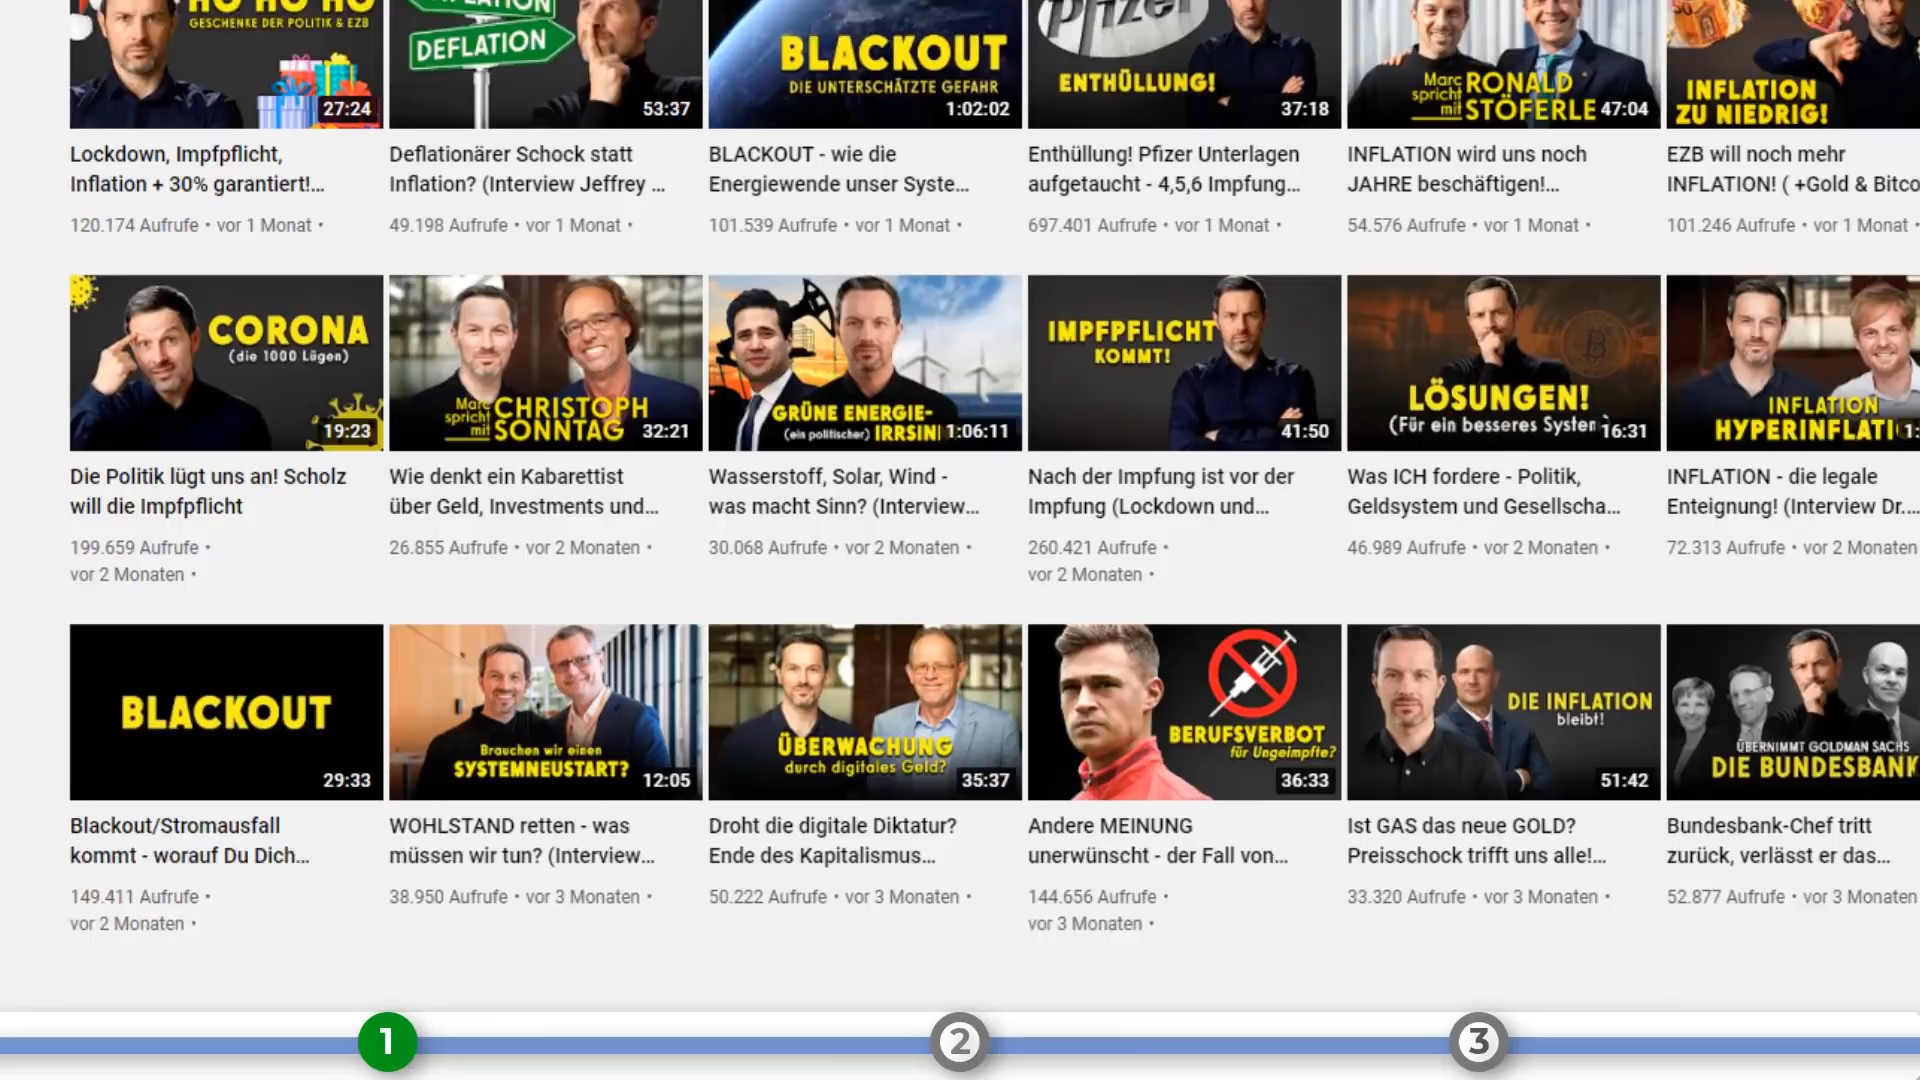 HO HO HO
GESCHENKE DER POLITIK & EZB
27:24
DEFLATION
53:37
BLACKOUT
DIE UNTERSCHÄTZTE GEFAHR
1:02:02
Pfizer
ENTHÜLLUNG!
37:18
Marc spricht mit RONALD STÖFERLE
47:04
INFLATION
ZU NIEDRIG!
Lockdown, Impfpflicht,
Inflation + 30% garantiert!...
120.174 Aufrufe • vor 1 Monat •
Deflationärer Schock statt
Inflation? (Interview Jeffrey ...
49.198 Aufrufe • vor 1 Monat •
BLACKOUT - wie die
Energiewende unser Syste...
101.539 Aufrufe • vor 1 Monat •
Enthüllung! Pfizer Unterlagen
aufgetaucht - 4,5,6 Impfung...
697.401 Aufrufe • vor 1 Monat •
INFLATION wird uns noch
JAHRE beschäftigen!...
54.576 Aufrufe • vor 1 Monat •
EZB will noch mehr
INFLATION! ( +Gold & Bitco
101.246 Aufrufe • vor 1 Monat •
CORONA
(die 1000 Lügen)
19:23
Marc spricht mit CHRISTOPH SONNTAG
32:21
GRÜNE ENERGIE-
(ein politischer) IRRSIN
1:06:11
IMPFPFLICHT
KOMMT!
41:50
LÖSUNGEN!
(Für ein besseres System
16:31
INFLATION
HYPERINFLATI
1:
Die Politik lügt uns an! Scholz
will die Impfpflicht
199.659 Aufrufe •
vor 2 Monaten •
Wie denkt ein Kabarettist
über Geld, Investments und...
26.855 Aufrufe • vor 2 Monaten •
Wasserstoff, Solar, Wind -
was macht Sinn? (Interview...
30.068 Aufrufe • vor 2 Monaten •
Nach der Impfung ist vor der
Impfung (Lockdown und...
260.421 Aufrufe •
vor 2 Monaten •
Was ICH fordere - Politik,
Geldsystem und Gesellscha...
46.989 Aufrufe • vor 2 Monaten •
INFLATION - die legale
Enteignung! (Interview Dr....
72.313 Aufrufe • vor 2 Monaten
BLACKOUT
29:33
Brauchen wir einen
SYSTEMNEUSTART?
12:05
ÜBERWACHUNG
durch digitales Geld?
35:37
BERUFSVERBOT
für Ungeimpfte?
36:33
DIE INFLATION
bleibt!
51:42
ÜBERNIMMT GOLDMAN SACHS
DIE BUNDESBANK
Blackout/Stromausfall
kommt - worauf Du Dich...
149.411 Aufrufe •
vor 2 Monaten •
WOHLSTAND retten - was
müssen wir tun? (Interview...
38.950 Aufrufe • vor 3 Monaten •
Droht die digitale Diktatur?
Ende des Kapitalismus...
50.222 Aufrufe • vor 3 Monaten •
Andere MEINUNG
unerwünscht - der Fall von...
144.656 Aufrufe •
vor 3 Monaten •
Ist GAS das neue GOLD?
Preisschock trifft uns alle!...
33.320 Aufrufe • vor 3 Monaten •
Bundesbank-Chef tritt
zurück, verlässt er das...
52.877 Aufrufe • vor 3 Monaten
1
2
3